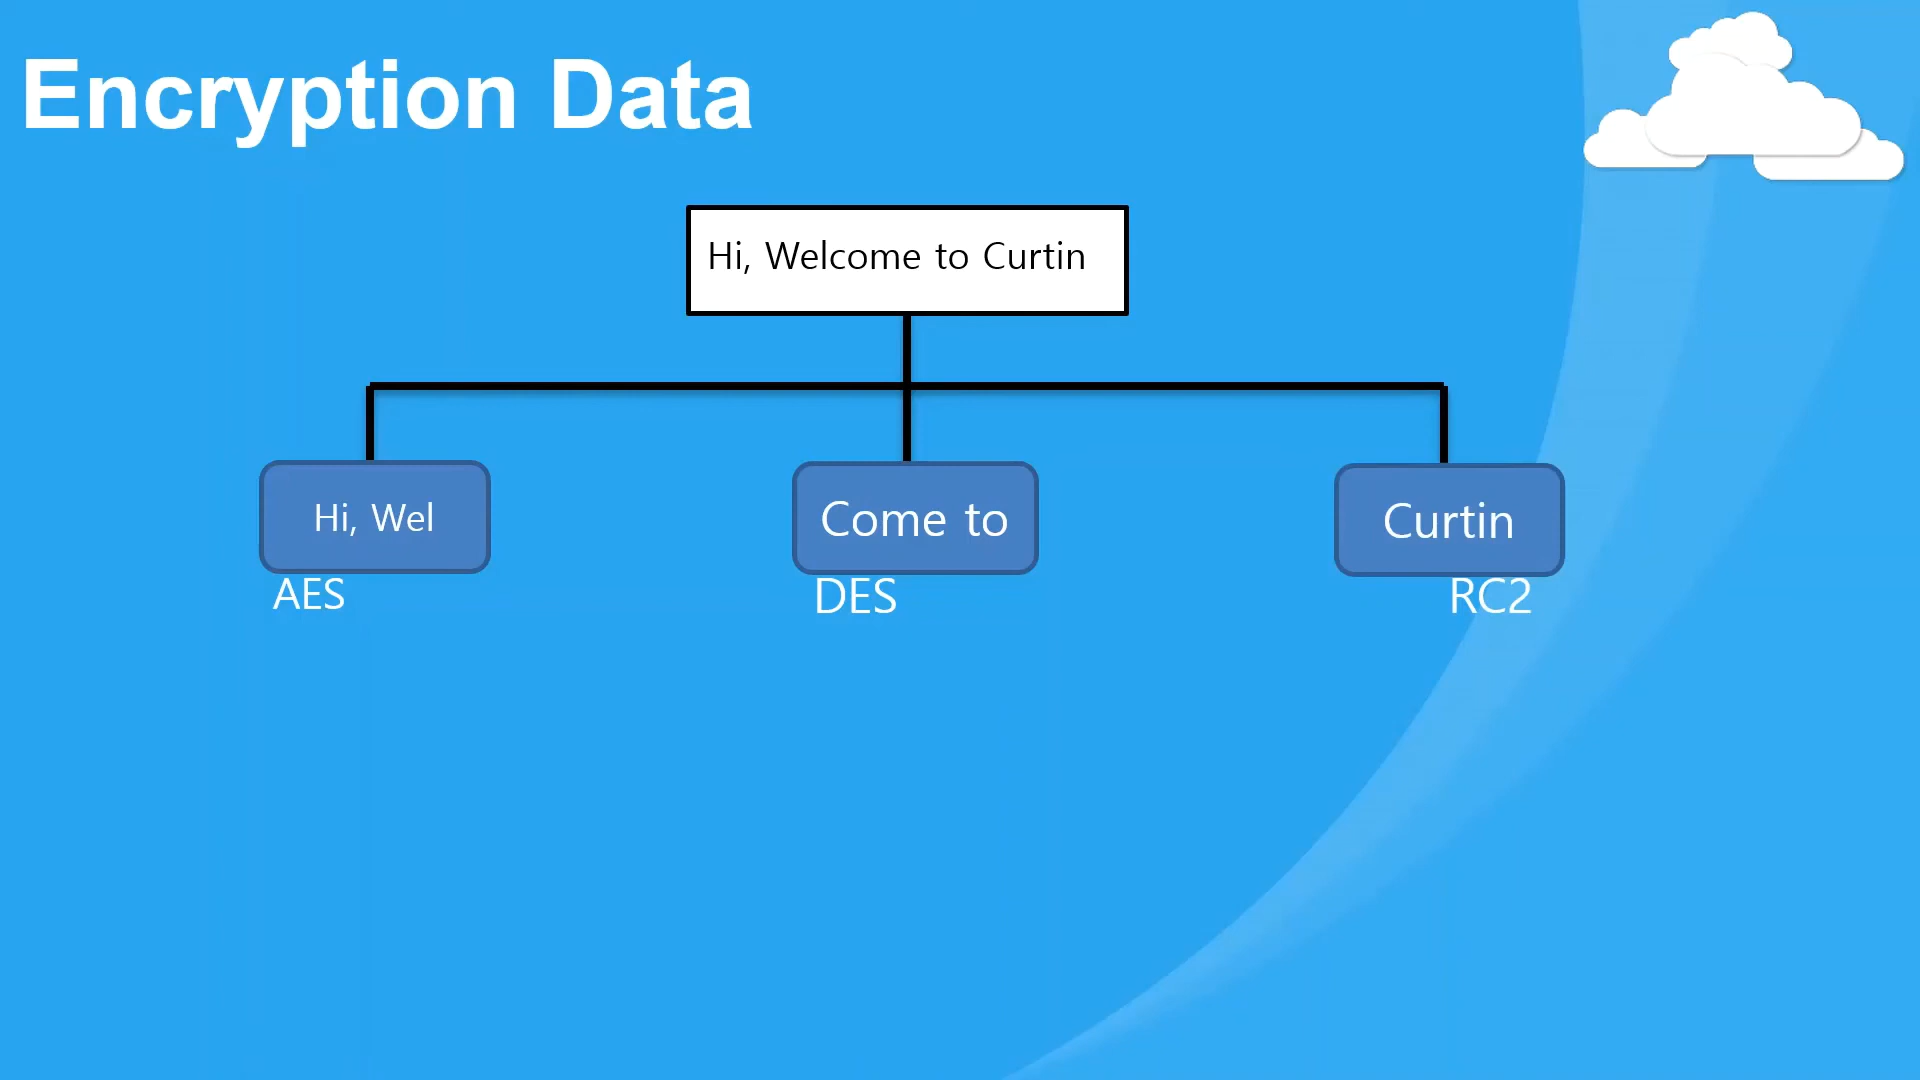 Encryption Data
Hi, Welcome to Curtin
Hi, Wel
Come to
Curtin
AES
DES
RC2